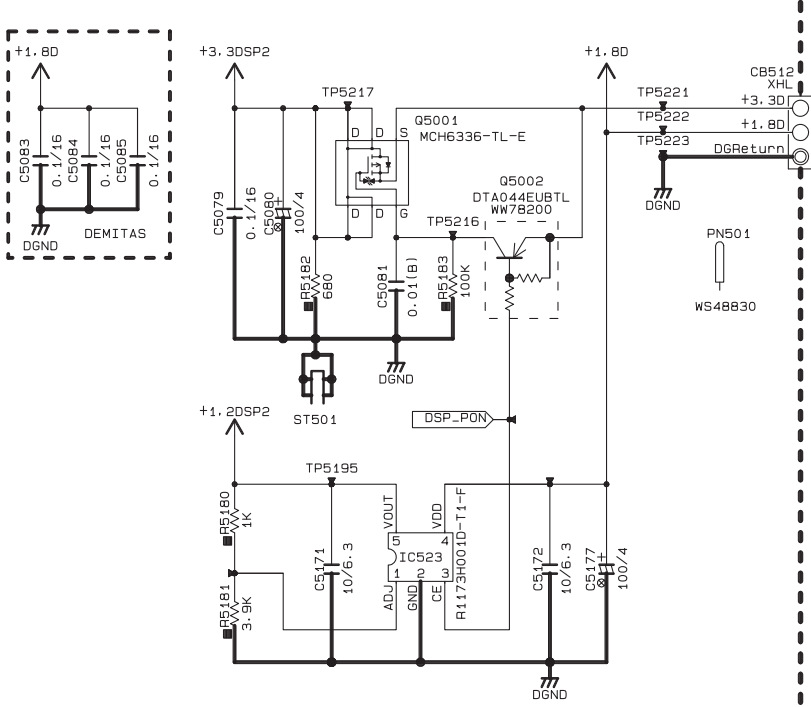 +1.8D
C5083
0.1/16
C5084
0.1/16
C5085
0.1/16
DGND
DEMITAS
+3.3DSP2
TP5217
Q5001
MCH6336-TL-E
D D S
D D G
C5079
0.1/16
C5080
100/4
+
R5182
680
C5081
0.01(B)
TP5216
R5183
100K
Q5002
DTA044EUBTL
WW78200
DGND
ST501
+1.8D
TP5221
TP5222
TP5223
CB512
XHL
+3.3D
+1.8D
DGReturn
DGND
PN501
WS48830
DSP_PON
+1.2DSP2
TP5195
R5180
1K
R5181
3.9K
C5171
10/6.3
VOUT
VDD
5 4
IC523
1 2 3
ADJ
GND
CE
R1173H001D-T1-F
C5172
10/6.3
C5177
100/4
+
DGND